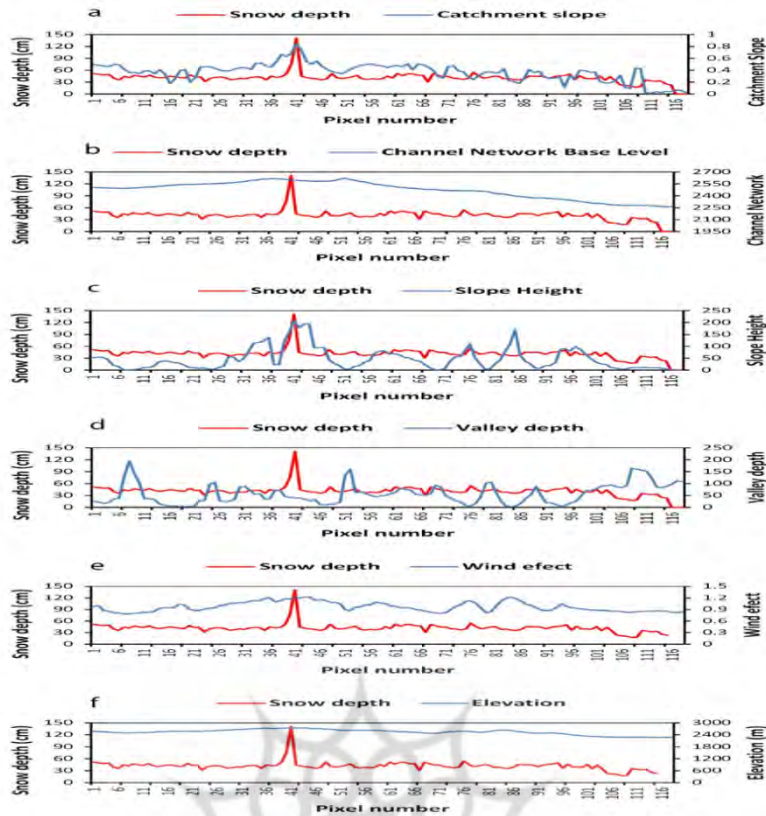 a Snow depth Catchment slope
Snow depth (cm)
150
120
90
60
30
0
1
0.8
0.6
0.4
0.2
0
Catchment Slope
1 6 11 16 21 26 31 36 41 46 51 56 61 66 71 76 81 86 91 96 101 106 111 116
Pixel number
b Snow depth Channel Network Base Level
Snow depth (cm)
150
120
90
60
30
0
2700
2550
2400
2250
2100
1950
Channel Network
1 6 11 16 21 26 31 36 41 46 51 56 61 66 71 76 81 86 91 96 101 106 111 116
Pixel number
c Snow depth Slope Height
Snow depth (cm)
150
120
90
60
30
0
250
200
150
100
50
0
Slope Height
1 6 11 16 21 26 31 36 41 46 51 56 61 66 71 76 81 86 91 96 101 106 111 116
Pixel number
d Snow depth Valley depth
Snow depth (cm)
150
120
90
60
30
0
250
200
150
100
50
0
Valley depth
1 6 11 16 21 26 31 36 41 46 51 56 61 66 71 76 81 86 91 96 101 106 111 116
Pixel number
e Snow depth Wind efect
Snow depth (cm)
150
120
90
60
30
0
1.5
1.2
0.9
0.6
0.3
0
Wind efect
1 6 11 16 21 26 31 36 41 46 51 56 61 66 71 76 81 86 91 96 101 106 111 116
Pixel number
f Snow depth Elevation
Snow depth (cm)
150
120
90
60
30
0
3000
2400
1800
1200
600
0
Elevation (m)
1 6 11 16 21 26 31 36 41 46 51 56 61 66 71 76 81 86 91 96 101 106 111 116
Pixel number